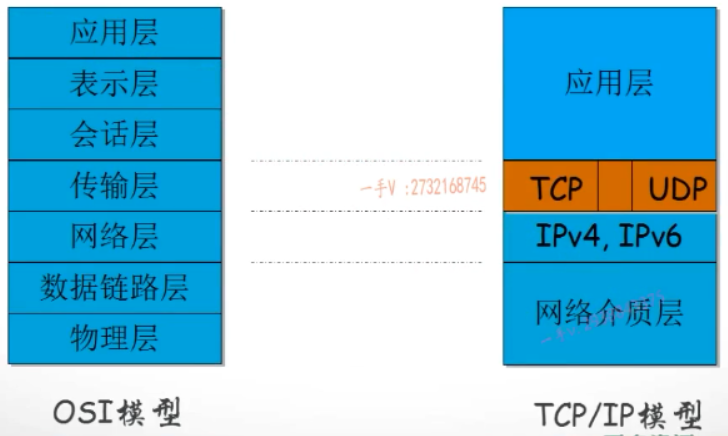 应用层
表示层
会话层
传输层
网络层
数据链路层
物理层
OSI模型
一手V :2732168745
应用层
TCP UDP
IPv4, IPv6
网络介质层
TCP/IP模型